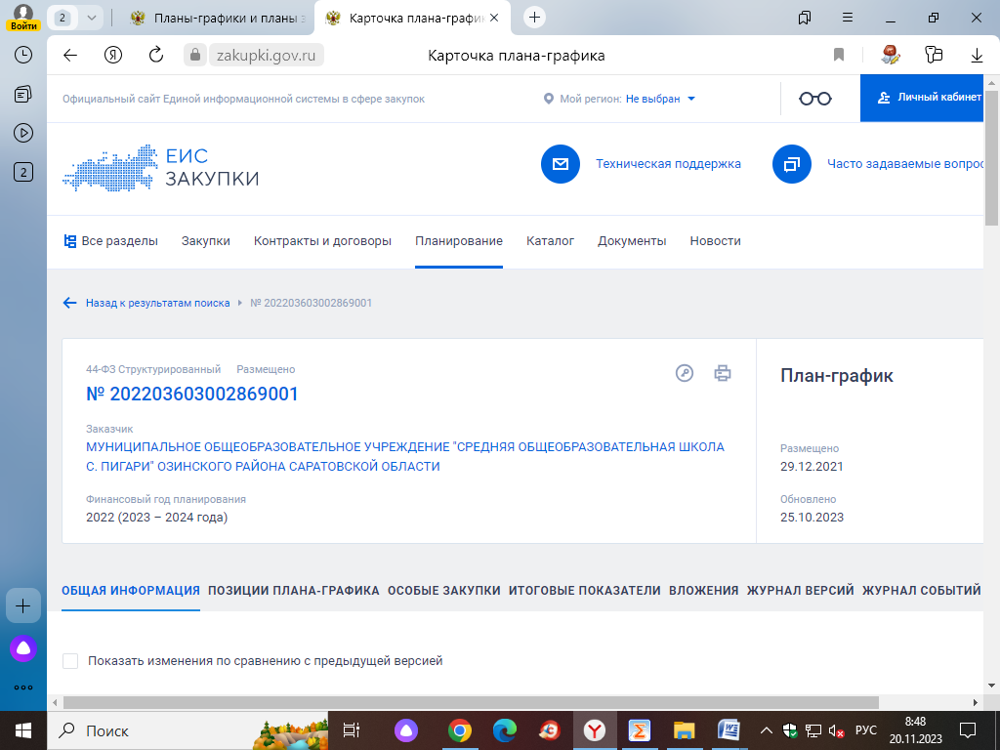 Войти
2
Планы-графики и планы з
Карточка плана-графи
zakupki.gov.ru
Карточка плана-графика
2
Официальный сайт Единой информационной системы в сфере закупок
Мой регион: Не выбран
Личный кабинет
ЕИС
ЗАКУПКИ
Техническая поддержка
Часто задаваемые вопрос
Все разделы
Закупки
Контракты и договоры
Планирование
Каталог
Документы
Новости
Назад к результатам поиска
№ 202203603002869001
44-ФЗ Структурированный
Размещено
№ 202203603002869001
Заказчик
МУНИЦИПАЛЬНОЕ ОБЩЕОБРАЗОВАТЕЛЬНОЕ УЧРЕЖДЕНИЕ "СРЕДНЯЯ ОБЩЕОБРАЗОВАТЕЛЬНАЯ ШКОЛА
С. ПИГАРИ" ОЗИНСКОГО РАЙОНА САРАТОВСКОЙ ОБЛАСТИ
Финансовый год планирования
2022 (2023 – 2024 года)
План-график
Размещено
29.12.2021
Обновлено
25.10.2023
ОБЩАЯ ИНФОРМАЦИЯ
ПОЗИЦИИ ПЛАНА-ГРАФИКА
ОСОБЫЕ ЗАКУПКИ
ИТОГОВЫЕ ПОКАЗАТЕЛИ
ВЛОЖЕНИЯ
ЖУРНАЛ ВЕРСИЙ
ЖУРНАЛ СОБЫТИЙ
Показать изменения по сравнению с предыдущей версией
Поиск
РУС
8:48
20.11.2023